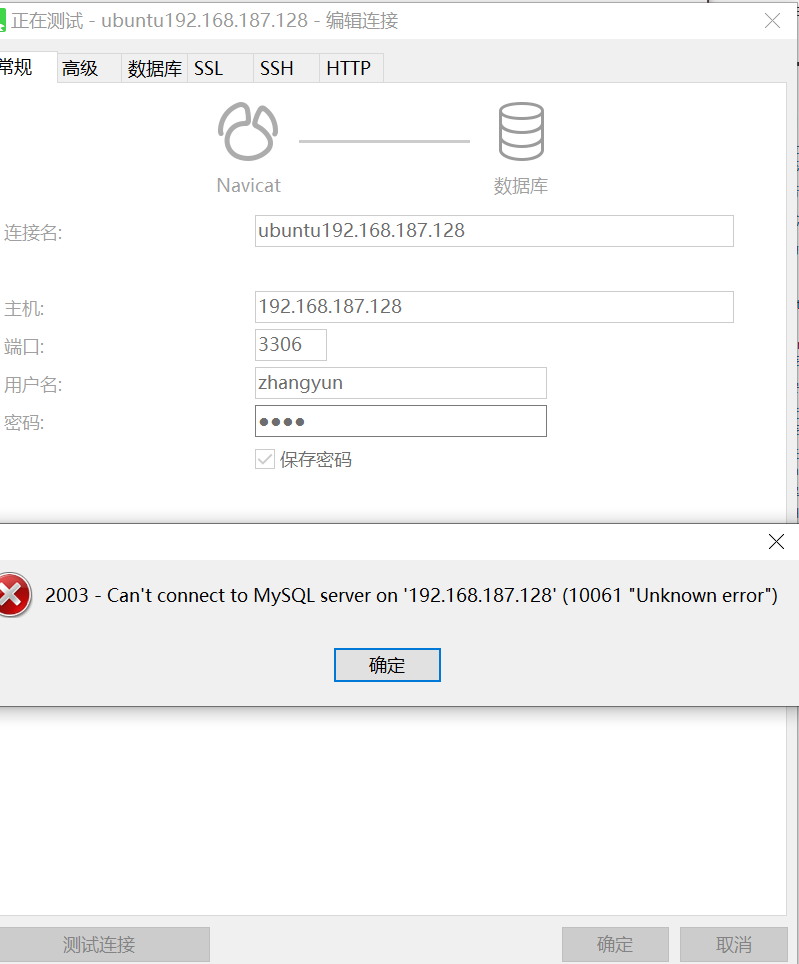 正在测试 - ubuntu192.168.187.128 - 编辑连接
常规 高级 数据库 SSL SSH HTTP
Navicat 数据库
连接名: ubuntu192.168.187.128
主机: 192.168.187.128
端口: 3306
用户名: zhangyun
密码: ●●●●
保存密码
2003 - Can't connect to MySQL server on '192.168.187.128' (10061 "Unknown error")
确定
测试连接 确定 取消